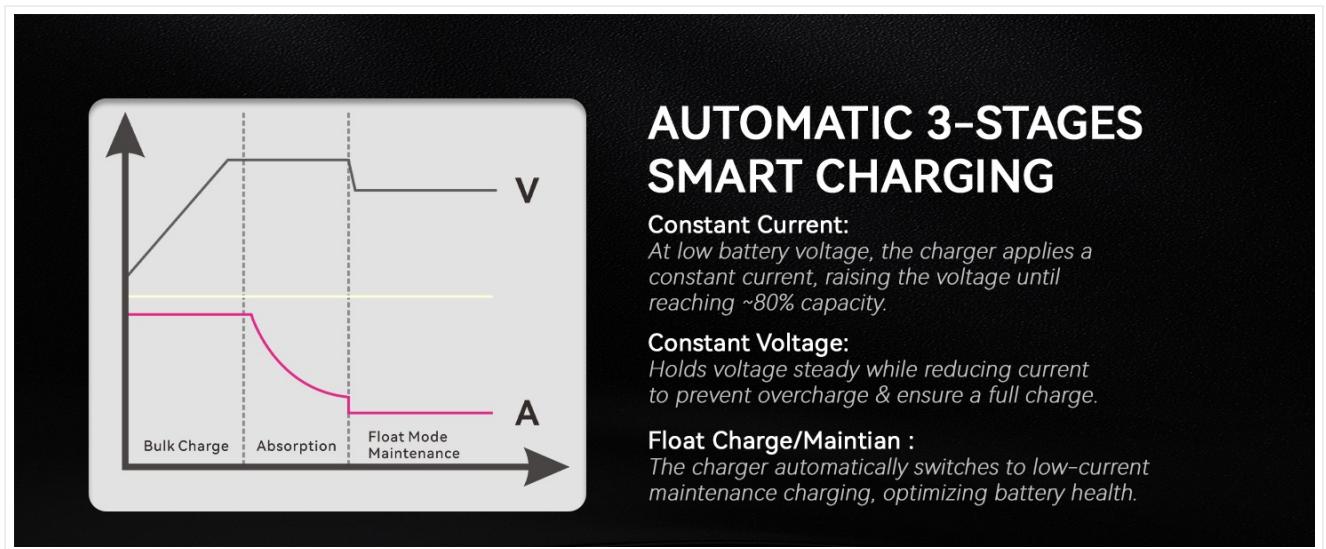 AUTOMATIC 3-STAGES
SMART CHARGING
Constant Current:
At low battery voltage, the charger applies a
constant current, raising the voltage until
reaching ~80% capacity.
Constant Voltage:
Holds voltage steady while reducing current
to prevent overcharge & ensure a full charge.
Float Charge/Maintian :
The charger automatically switches to low-current
maintenance charging, optimizing battery health.
V
A
Bulk Charge
Absorption
Float Mode
Maintenance